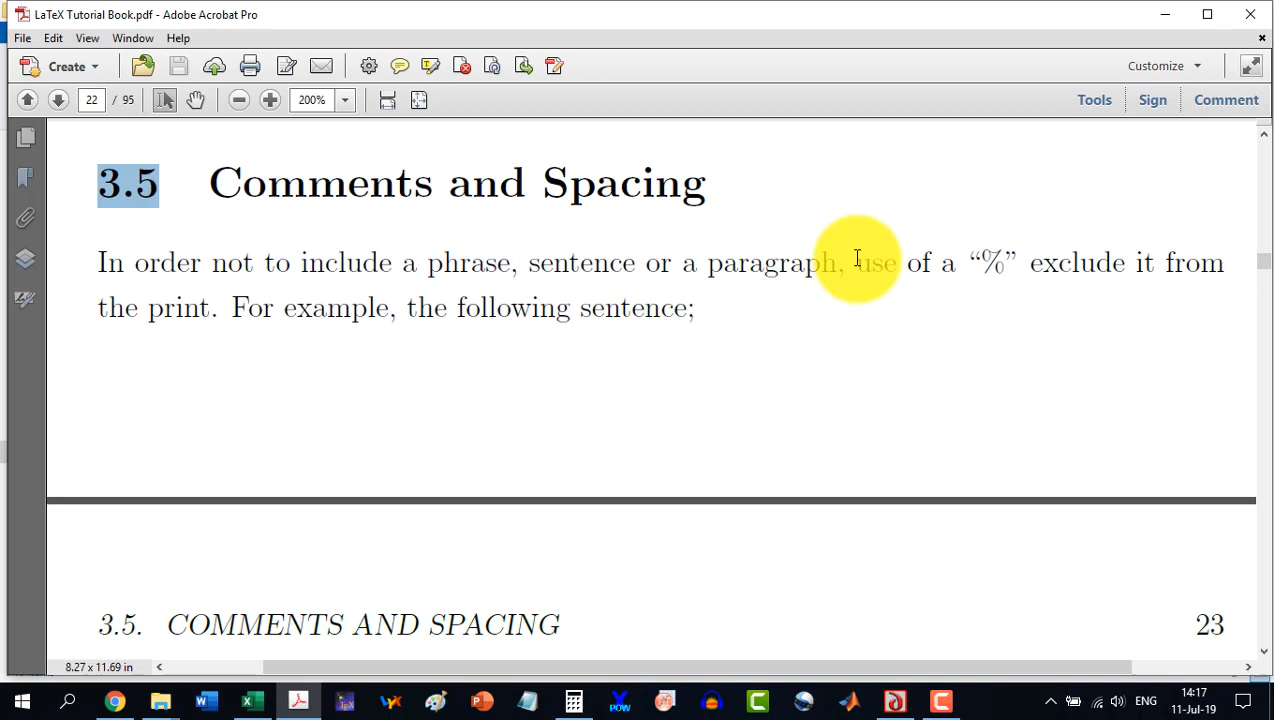 LaTeX Tutorial Book.pdf - Adobe Acrobat Pro
File Edit View Window Help
Create Customize
22 / 95 200% Tools Sign Comment
3.5 Comments and Spacing
In order not to include a phrase, sentence or a paragraph, use of a “%” exclude it from
the print. For example, the following sentence;
3.5. COMMENTS AND SPACING 23
8.27 x 11.69 in
POW
ENG
14:17
11-Jul-19